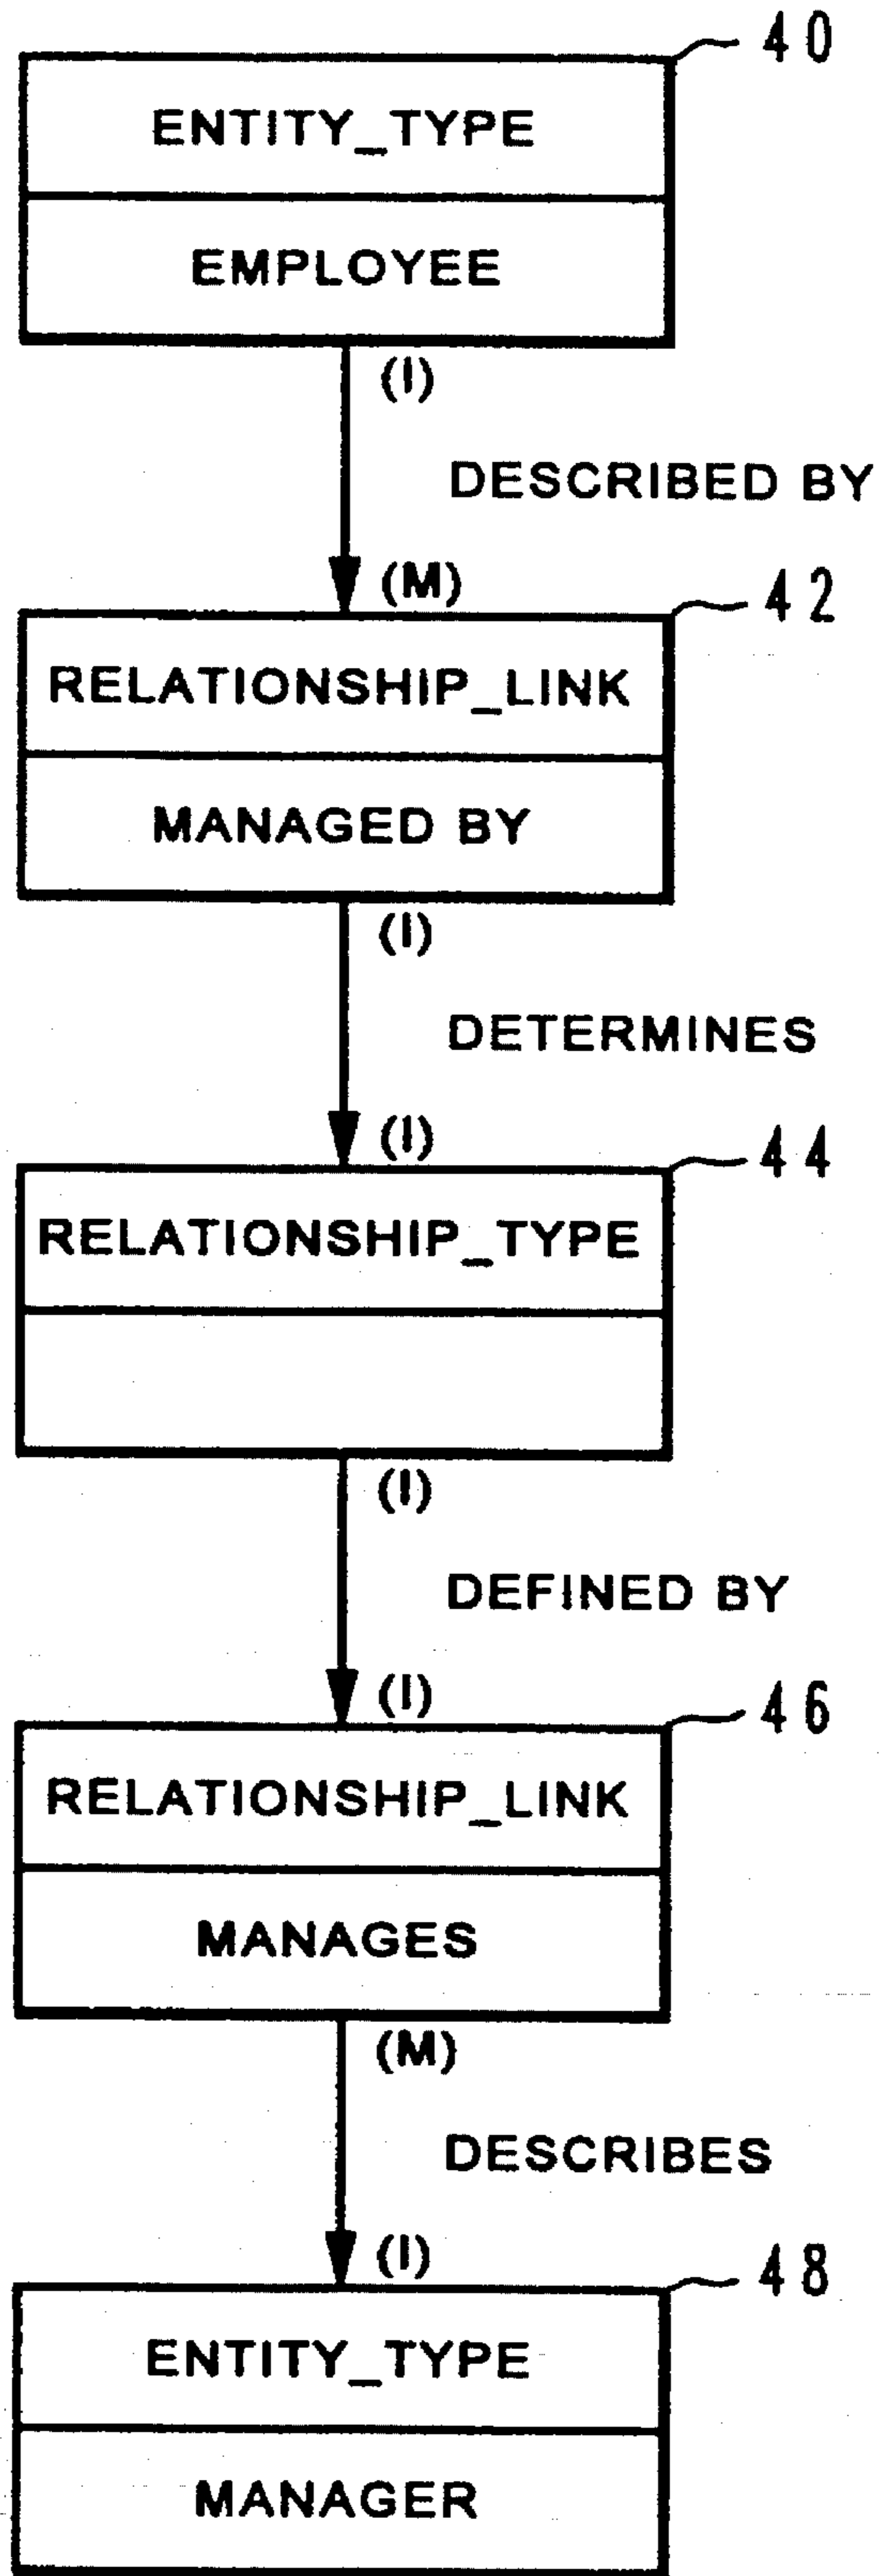 40
ENTITY_TYPE
EMPLOYEE
(I)
DESCRIBED BY
(M)
42
RELATIONSHIP_LINK
MANAGED BY
(I)
DETERMINES
(I)
44
RELATIONSHIP_TYPE
(I)
DEFINED BY
(I)
46
RELATIONSHIP_LINK
MANAGES
(M)
DESCRIBES
(I)
48
ENTITY_TYPE
MANAGER